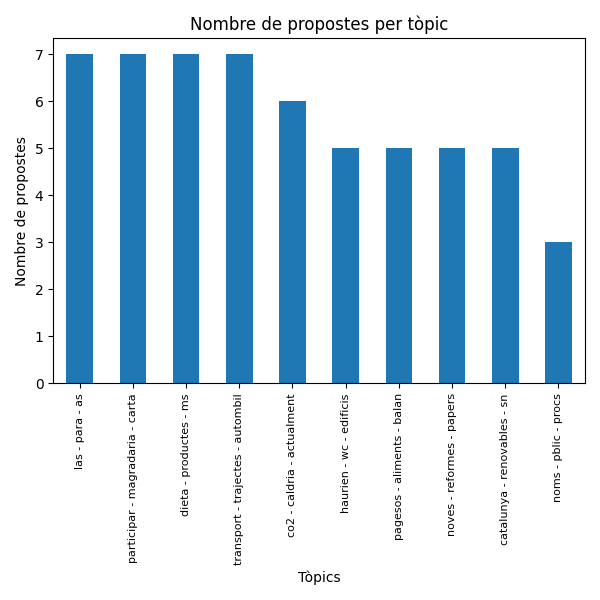 Nombre de propostes per tòpic
Nombre de propostes
7
6
5
4
3
2
1
0
las - para - as
participar - magradaria - carta
dieta - productes - ms
transport - trajectes - autombil
co2 - caldria - actualment
haurien - wc - edificis
pagesos - aliments - balan
noves - reformes - papers
catalunya - renovables - sn
noms - pblic - procs
Tòpics